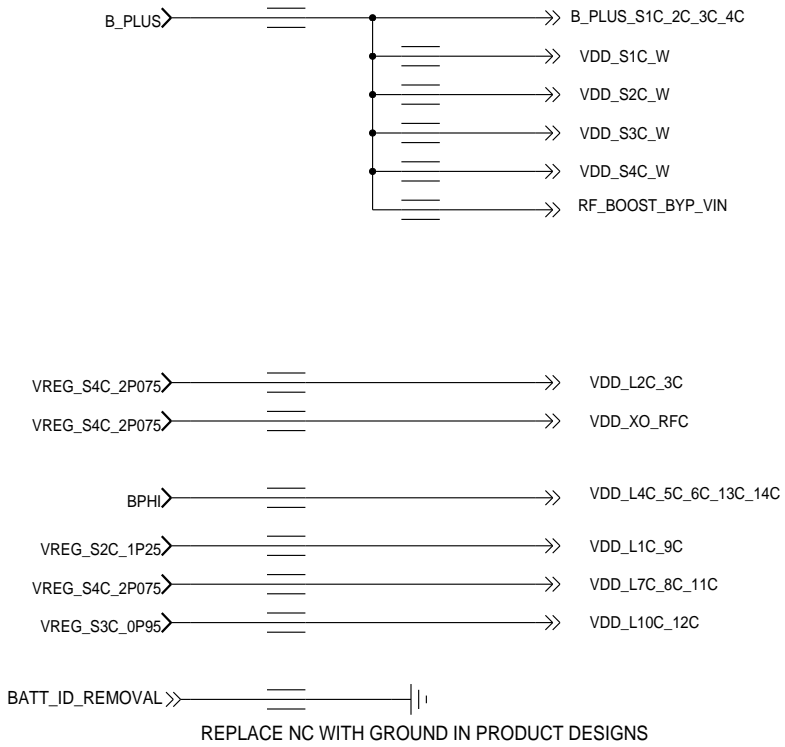 B_PLUS B_PLUS_S1C_2C_3C_4C
VDD_S1C_W
VDD_S2C_W
VDD_S3C_W
VDD_S4C_W
RF_BOOST_BYP_VIN
VREG_S4C_2P075 VDD_L2C_3C
VREG_S4C_2P075 VDD_XO_RFC
BPHI VDD_L4C_5C_6C_13C_14C
VREG_S2C_1P25 VDD_L1C_9C
VREG_S4C_2P075 VDD_L7C_8C_11C
VREG_S3C_0P95 VDD_L10C_12C
BATT_ID_REMOVAL
REPLACE NC WITH GROUND IN PRODUCT DESIGNS